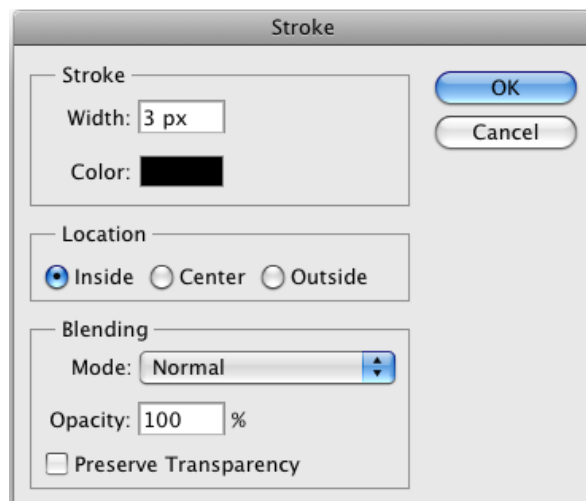 Stroke
Stroke
Width: 3 px
Color:
OK
Cancel
Location
Inside Center Outside
Blending
Mode: Normal
Opacity: 100 %
Preserve Transparency